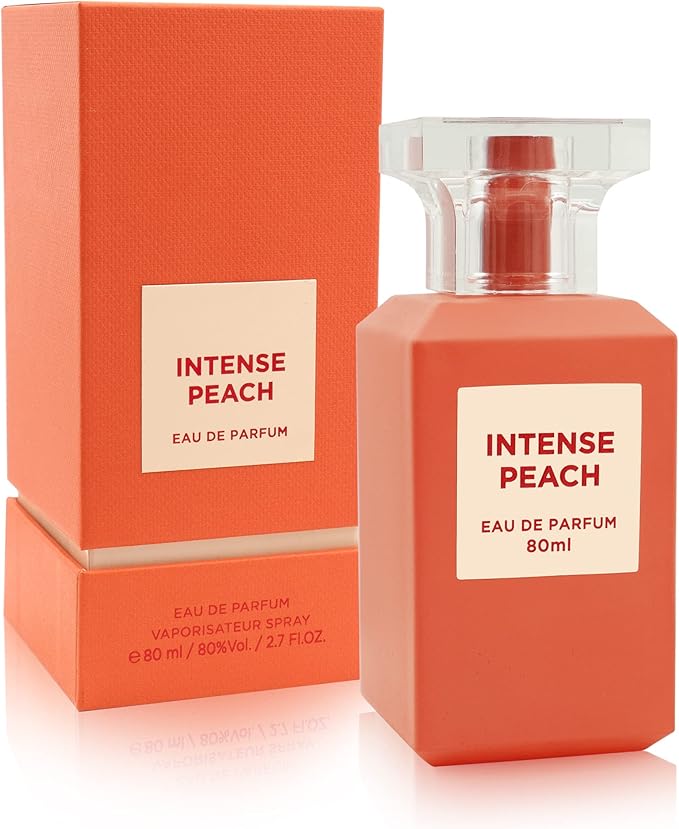 INTENSE
PEACH
EAU DE PARFUM
EAU DE PARFUM
VAPORISATEUR SPRAY
℮80 ml / 80%Vol. / 2.7 Fl.OZ.
INTENSE
PEACH
EAU DE PARFUM
80ml